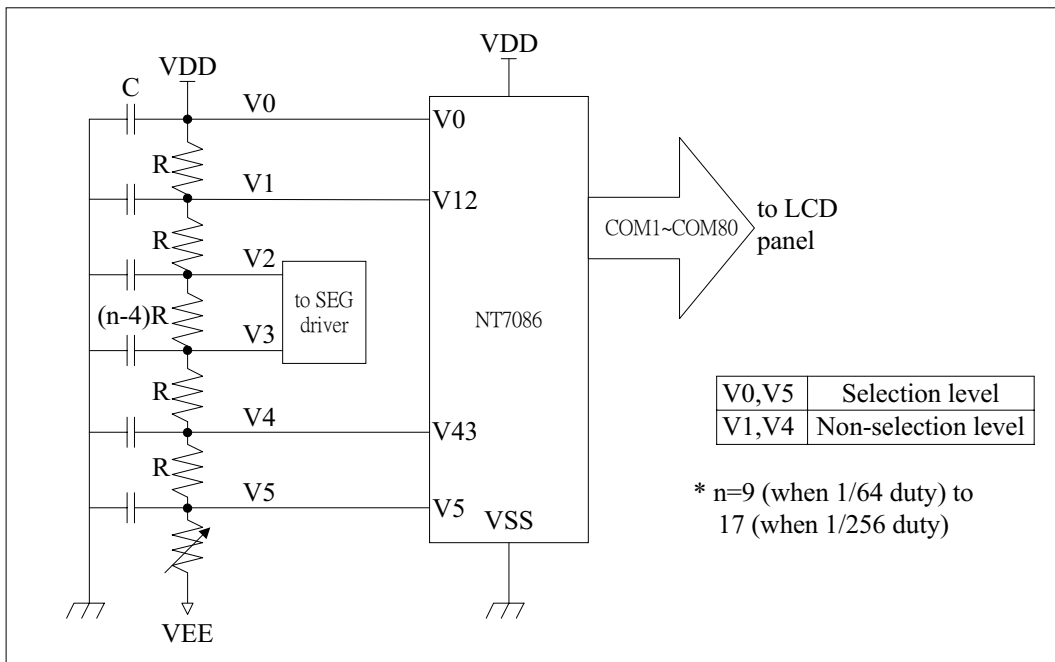 VDD
VDD
C
V0
V0
R
V1
V12
R
V2
to SEG
driver
(n-4)R
V3
NT7086
COM1~COM80
to LCD
panel
R
V4
V43
R
V5
V5
VSS
VEE
V0,V5 Selection level
V1,V4 Non-selection level
* n=9 (when 1/64 duty) to
17 (when 1/256 duty)